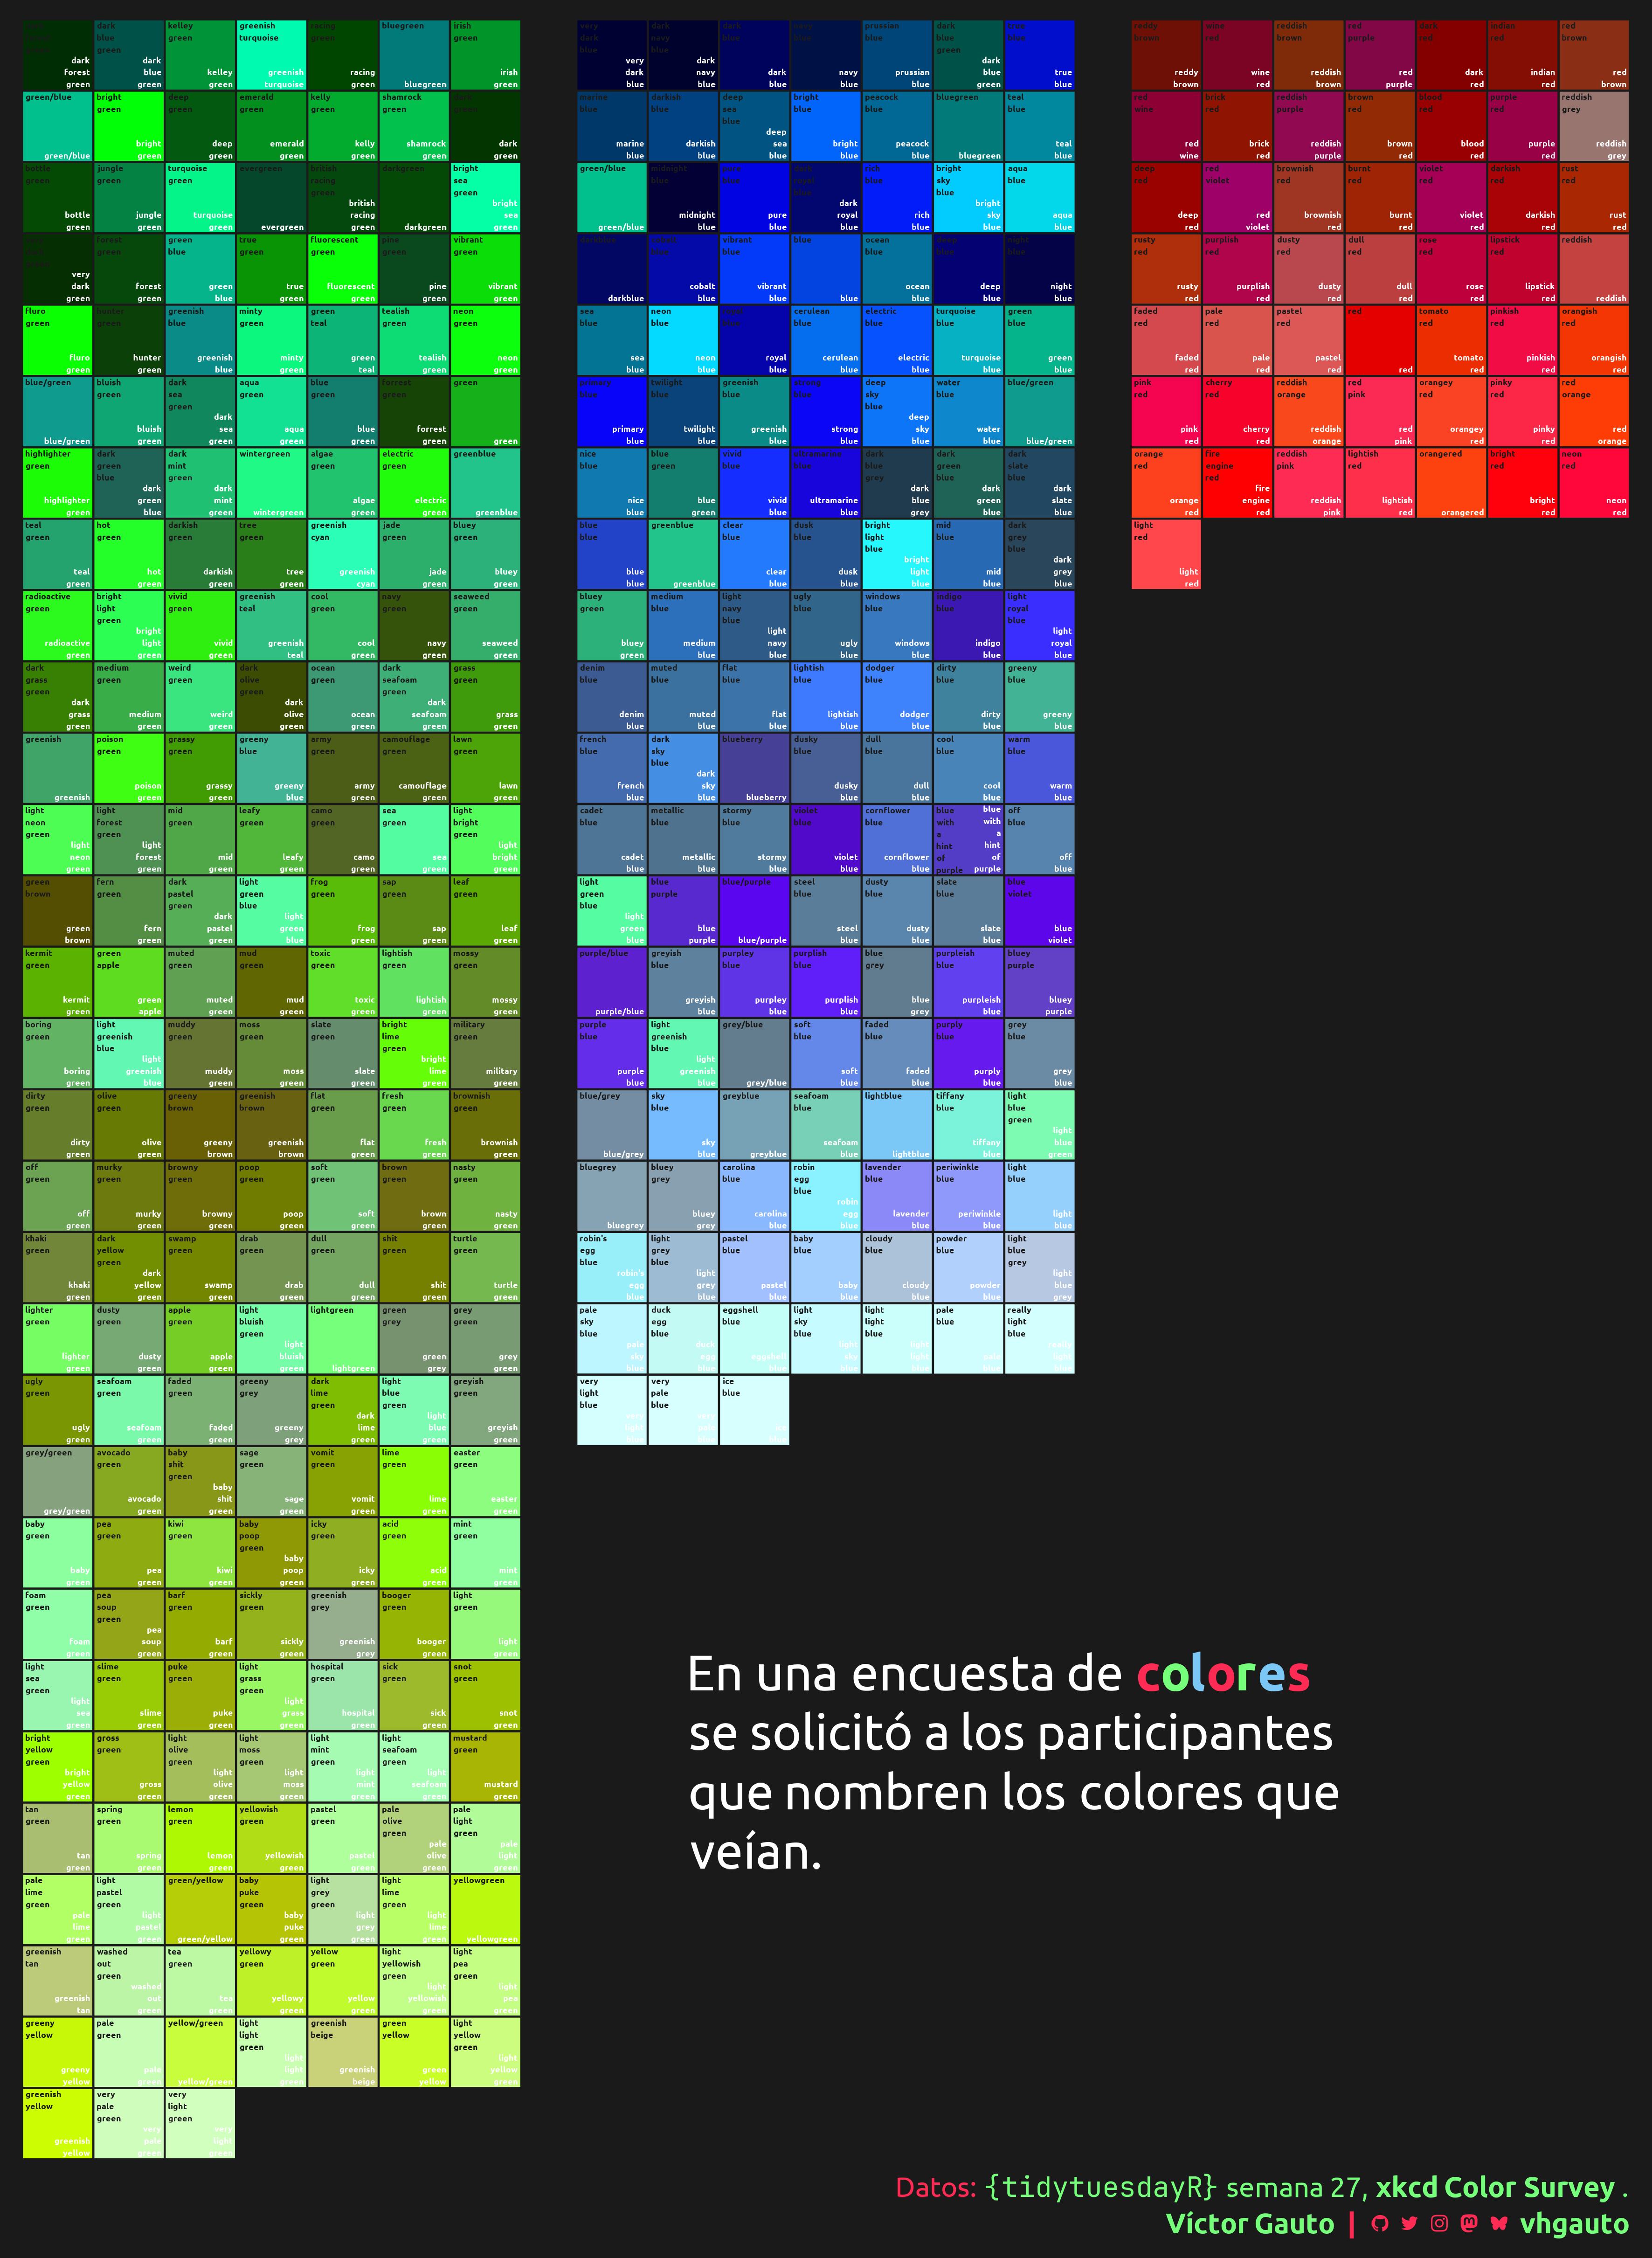 dark forest green dark blue green kelley green greenish turquoise racing green bluegreen irish green
green/blue bright green deep green emerald green kelly green shamrock green dark green
bottle green jungle green turquoise green evergreen british racing green darkgreen bright sea green
very dark green forest green green blue true green fluorescent green pine green vibrant green
fluro green hunter green greenish blue minty green green teal tealish green neon green
blue/green bluish green dark sea green aqua green blue green forrest green green
highlighter green dark green blue dark mint green wintergreen algae green electric green greenblue
teal green hot green darkish green tree green greenish cyan jade green bluey green
radioactive green bright light green vivid green greenish teal cool green navy green seaweed green
dark grass green medium green weird green dark olive green ocean green dark seafoam green grass green
greenish poison green grassy green greeny blue army green camouflage green lawn green
light neon green light forest green mid green leafy green camo green sea green light bright green
green brown fern green dark pastel green light green blue frog green sap green leaf green
kermit green green apple muted green mud green toxic green lightish green mossy green
boring green light greenish blue muddy green moss green slate green bright lime green military green
dirty green olive green greeny brown greenish brown flat green fresh green brownish green
off green murky green browny green poop green soft green brown green nasty green
khaki green dark yellow green swamp green drab green dull green shit green turtle green
lighter green dusty green apple green light bluish green lightgreen green grey grey green
ugly green seafoam green faded green greeny grey dark lime green light blue green greyish green
grey/green avocado green baby shit green sage green vomit green lime green easter green
baby green pea green kiwi green baby poop green icky green acid green mint green
foam green pea soup green barf green sickly green greenish grey booger green light green
light sea green slime green puke green light grass green hospital green sick green snot green
bright yellow green gross green light olive green light moss green light mint green light seafoam green mustard green
tan green spring green lemon green yellowish green pastel green pale olive green pale light green
pale lime green light pastel green green/yellow baby puke green light grey green light lime green yellowgreen
greenish tan washed out green tea green yellowy green yellow green light yellowish green light pea green
greeny yellow pale green yellow/green light light green greenish beige green yellow light yellow green
greenish yellow very pale green very light green
very dark blue dark navy blue dark blue navy blue prussian blue dark blue green true blue
marine blue darkish blue deep sea blue bright blue peacock blue bluegreen teal blue
green/blue midnight blue pure blue dark royal blue rich blue bright sky blue aqua blue
darkblue cobalt blue vibrant blue blue ocean blue deep blue night blue
sea blue neon blue royal blue cerulean blue electric blue turquoise blue green blue
primary blue twilight blue greenish blue strong blue deep sky blue water blue blue/green
nice blue blue green vivid blue ultramarine blue dark blue grey dark green blue dark slate blue
blue blue greenblue clear blue dusk blue bright light blue mid blue dark grey blue
bluey green medium blue light navy blue ugly blue windows blue indigo blue light royal blue
denim blue muted blue flat blue lightish blue dodger blue dirty blue greeny blue
french blue dark sky blue blueberry dusky blue dull blue cool blue warm blue
cadet blue metallic blue stormy blue violet blue cornflower blue blue with a hint of purple off blue
light green blue blue purple blue/purple steel blue dusty blue slate blue blue violet
purple/blue greyish blue purpley blue purplish blue blue grey purpleish blue bluey purple
purple blue light greenish blue grey/blue soft blue faded blue purply blue grey blue
blue/grey sky blue greyblue seafoam blue lightblue tiffany blue light blue green
bluegrey bluey grey carolina blue robin egg blue lavender blue periwinkle blue light blue
robin's egg blue light grey blue pastel blue baby blue cloudy blue powder blue light blue grey
pale sky blue duck egg blue eggshell blue light sky blue light light blue pale blue really light blue
very light blue very pale blue ice blue
reddy brown wine red reddish brown red purple dark red indian red red brown
red wine brick red reddish purple brown red blood red purple red reddish grey
deep red red violet brownish red burnt red violet red darkish red rust red
rusty red purplish red dusty red dull red rose red lipstick red reddish
faded red pale red pastel red red tomato red pinkish red orangish red
pink red cherry red reddish orange red pink orangey red pinky red red orange
orange red fire engine red reddish pink lightish red orangered bright red neon red
light red
En una encuesta de colores
se solicitó a los participantes
que nombren los colores que
veían.
Datos: {tidytuesdayR} semana 27, xkcd Color Survey .
Víctor Gauto | vhgauto